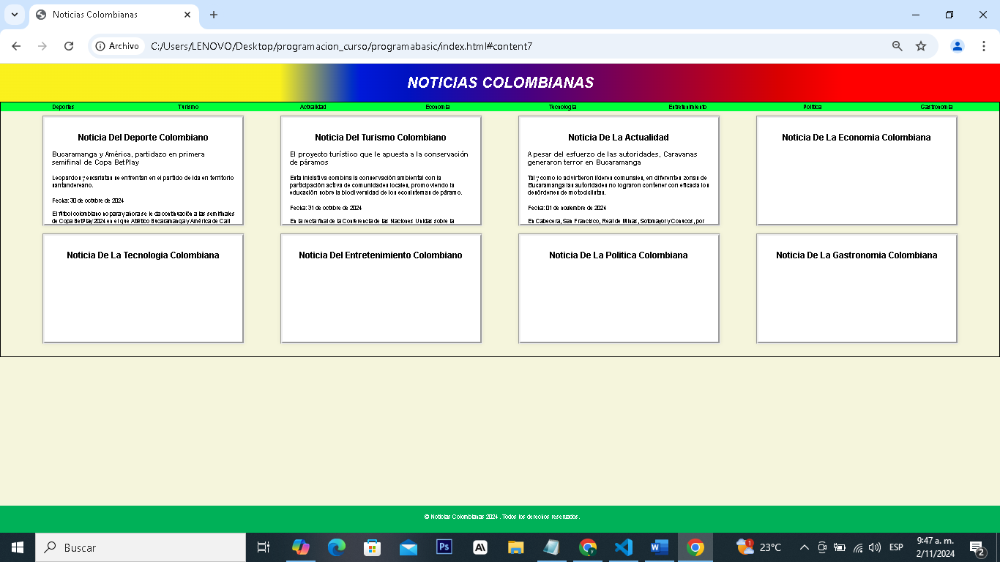 Noticias Colombianas
Archivo
C:/Users/LENOVO/Desktop/programacion_curso/programabasic/index.html#content7
NOTICIAS COLOMBIANAS
Deportes Turismo Actualidad Economía Tecnología Entretenimiento Política Gastronomía
Noticia Del Deporte Colombiano
Bucaramanga y América, partidazo en primera
semifinal de Copa BetPlay
Leopardos y escarlatas se enfrentan en el partido de ida en territorio
santandereano.
Fecha: 30 de octubre de 2024
El fútbol colombiano no para y ahora se le da continuación a las semifinales
de Copa BetPlay 2024 en el que Atlético Bucaramanga y América de Cali
Noticia Del Turismo Colombiano
El proyecto turístico que le apuesta a la conservación
de páramos
Esta iniciativa combina la conservación ambiental con la
participación activa de comunidades locales, promoviendo la
educación sobre la biodiversidad de los ecosistemas de páramo.
Fecha: 31 de octubre de 2024
En la recta final de la Conferencia de las Naciones Unidas sobre la
Noticia De La Actualidad
A pesar del esfuerzo de las autoridades, Caravanas
generaron terror en Bucaramanga
Tal y como lo advirtieron líderes comunales, en diferentes zonas de
Bucaramanga las autoridades no lograron contener con eficacia los
desórdenes de motociclistas.
Fecha: 01 de noviembre de 2024
En Cabecera, San Francisco, Real de Minas, Sotomayor y Conucos, por
Noticia De La Economia Colombiana
Noticia De La Tecnologia Colombiana
Noticia Del Entretenimiento Colombiano
Noticia De La Politica Colombiana
Noticia De La Gastronomia Colombiana
© Noticias Colombianas 2024. Todos los derechos reservados.
Buscar
Ps
A\
W
1
23°C
ESP
9:47 a. m.
2/11/2024
2